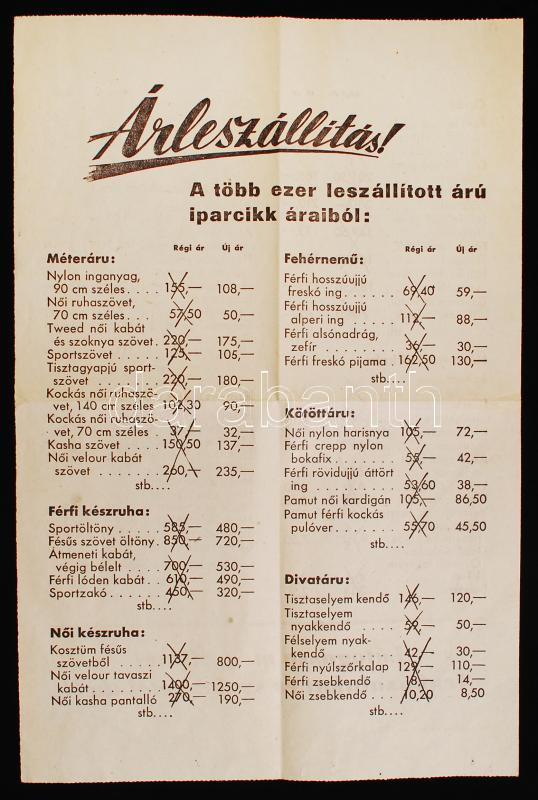 Árleszállítás!
A több ezer leszállított árú
iparcikk áraiból:
Régi ár Új ár
Méteráru:
Nylon inganyag,
90 cm széles.... 155,— 108,—
Női ruhaszövet,
70 cm széles... 57,50 50,—
Tweed női kabát
és szoknya szövet. 220,— 175,—
Sportszövet..... 125,— 105,—
Tisztagyapjú sport-
szövet....... 220,— 180,—
Kockás női ruhaszö-
vet, 140 cm széles 102,30 90,—
Kockás női ruhaszö-
vet, 70 cm széles. 37,— 32,—
Kasha szövet.... 150,50 137,—
Női velour kabát
szövet....... 260,— 235,—
stb....
Férfi készruha:
Sportöltöny..... 585,— 480,—
Fésűs szövet öltöny. 850,— 720,—
Átmeneti kabát,
végig bélelt.... 700,— 530,—
Férfi lóden kabát.. 610,— 490,—
Sportzakó...... 450,— 320,—
stb....
Női készruha:
Kosztüm fésűs
szövetből..... 1137,— 800,—
Női velour tavaszi
kabát....... 1400,— 1250,—
Női kasha pantalló 270,— 190,—
stb....
Régi ár Új ár
Fehérnemű:
Férfi hosszúujjú
freskó ing...... 69,40 59,—
Férfi hosszúujjú
alperi ing..... 112,— 88,—
Férfi alsónadrág,
zefír........ 36,— 30,—
Férfi freskó pijama. 162,50 130,—
stb....
Kötöttáru:
Női nylon harisnya 105,— 72,—
Férfi crepp nylon
bokafix...... 55,— 42,—
Férfi rövidujjú áttört
ing......... 53,60 38,—
Pamut női kardigán 105,— 86,50
Pamut férfi kockás
pulóver...... 55,70 45,50
stb....
Divatáru:
Tisztaselyem kendő 146,— 120,—
Tisztaselyem
nyakkendő.... 59,— 50,—
Félselyem nyak-
kendő....... 42,— 30,—
Férfi nyúlszőrkalap 129,— 110,—
Férfi zsebkendő.. 18,— 14,—
Női zsebkendő... 10,20 8,50
stb....
darabanth